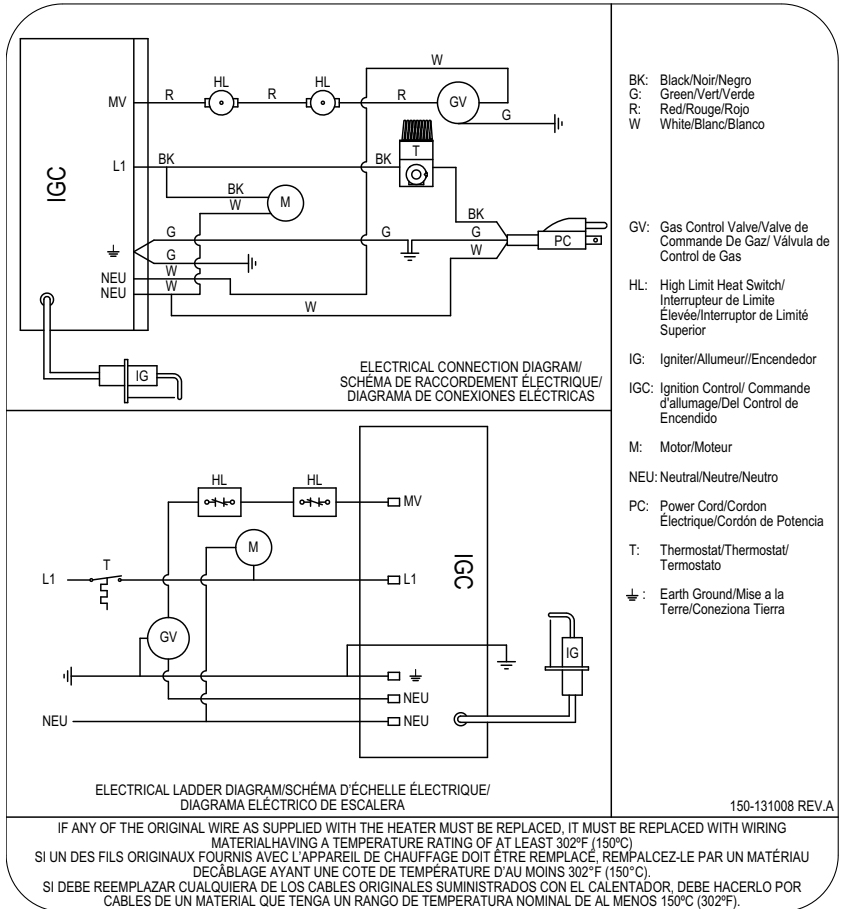 W
HL
HL
MV
R
R
R
GV
G
T
L1
BK
BK
IGC
BK
W
M
BK
G
G
G
PC
G
W
W
NEU
W
NEU
W
IG
ELECTRICAL CONNECTION DIAGRAM/
SCHÉMA DE RACCORDEMENT ÉLECTRIQUE/
DIAGRAMA DE CONEXIONES ELÉCTRICAS
BK: Black/Noir/Negro
G: Green/Vert/Verde
R: Red/Rouge/Rojo
W White/Blanc/Blanco
GV: Gas Control Valve/Valve de
Commande De Gaz/ Válvula de
Control de Gas
HL: High Limit Heat Switch/
Interrupteur de Limite
Élevée/Interruptor de Limité
Superior
IG: Igniter/Allumeur//Encendedor
IGC: Ignition Control/ Commande
d'allumage/Del Control de
Encendido
M: Motor/Moteur
NEU: Neutral/Neutre/Neutro
PC: Power Cord/Cordon
Électrique/Cordón de Potencia
T: Thermostat/Thermostat/
Termostato
: Earth Ground/Mise a la
Terre/Coneziona Tierra
HL
HL
MV
M
IGC
L1
T
L1
GV
IG
NEU
NEU
NEU
ELECTRICAL LADDER DIAGRAM/SCHÉMA D'ÉCHELLE ÉLECTRIQUE/
DIAGRAMA ELÉCTRICO DE ESCALERA
150-131008 REV.A
IF ANY OF THE ORIGINAL WIRE AS SUPPLIED WITH THE HEATER MUST BE REPLACED, IT MUST BE REPLACED WITH WIRING
MATERIALHAVING A TEMPERATURE RATING OF AT LEAST 302ºF (150ºC)
SI UN DES FILS ORIGINAUX FOURNIS AVEC L'APPAREIL DE CHAUFFAGE DOIT ÊTRE REMPLACÉ, REMPALCEZ-LE PAR UN MATÉRIAU
DECÂBLAGE AYANT UNE COTE DE TEMPÉRATURE D'AU MOINS 302°F (150°C).
SI DEBE REEMPLAZAR CUALQUIERA DE LOS CABLES ORIGINALES SUMINISTRADOS CON EL CALENTADOR, DEBE HACERLO POR
CABLES DE UN MATERIAL QUE TENGA UN RANGO DE TEMPERATURA NOMINAL DE AL MENOS 150ºC (302ºF).